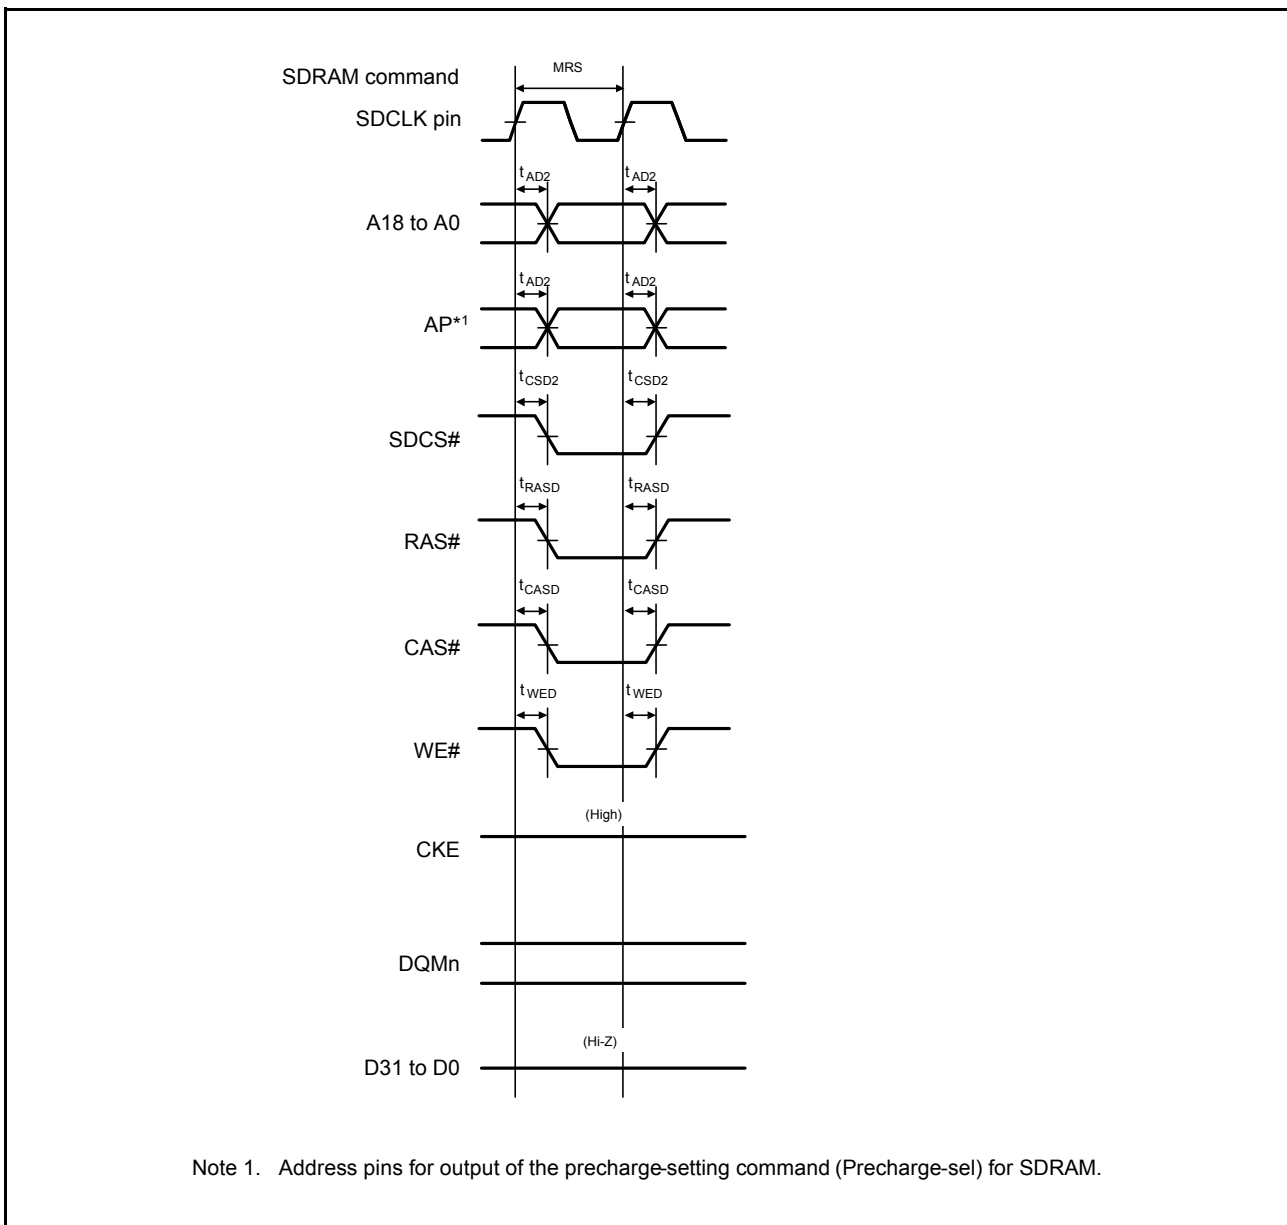 MRS
SDRAM command
SDCLK pin
tAD2 tAD2
A18 to A0
tAD2 tAD2
AP*1
tCSD2 tCSD2
SDCS#
tRASD tRASD
RAS#
tCASD tCASD
CAS#
tWED tWED
WE#
(High)
CKE
DQMn
(Hi-Z)
D31 to D0
Note 1. Address pins for output of the precharge-setting command (Precharge-sel) for SDRAM.